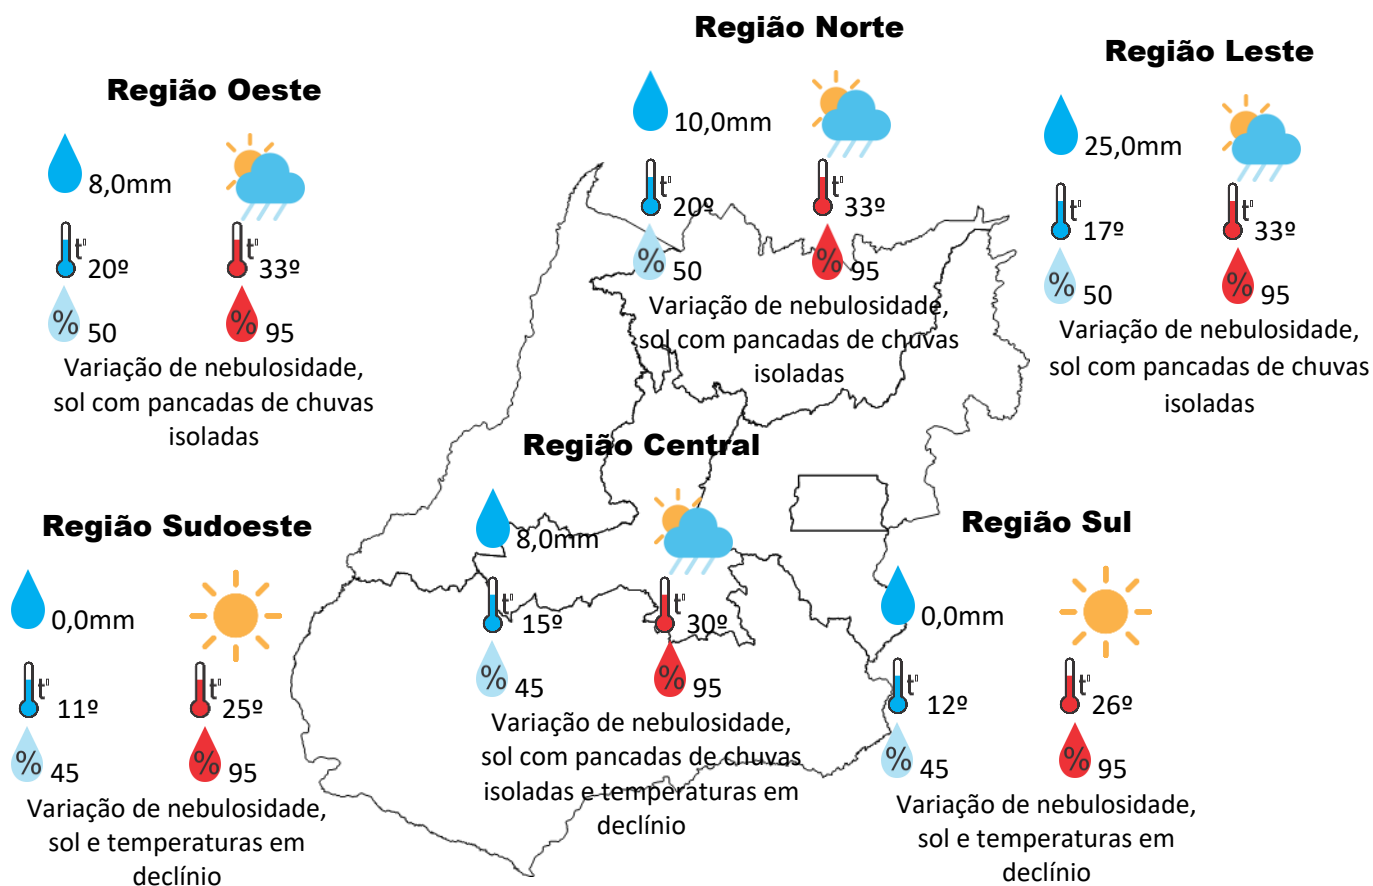 Região Norte
10,0mm
t°
20º
t°
33º
%
50
%
95
Variação de nebulosidade,
sol com pancadas de chuvas
isoladas
Região Leste
25,0mm
t°
17º
t°
33º
%
50
%
95
Variação de nebulosidade,
sol com pancadas de chuvas
isoladas
Região Oeste
8,0mm
t°
20º
t°
33º
%
50
%
95
Variação de nebulosidade,
sol com pancadas de chuvas
isoladas
Região Central
8,0mm
t°
15º
t°
30º
%
45
%
95
Variação de nebulosidade,
sol com pancadas de chuvas
isoladas e temperaturas em
declínio
Região Sudoeste
0,0mm
t°
11º
t°
25º
%
45
%
95
Variação de nebulosidade,
sol e temperaturas em
declínio
Região Sul
0,0mm
t°
12º
t°
26º
%
45
%
95
Variação de nebulosidade,
sol e temperaturas em
declínio